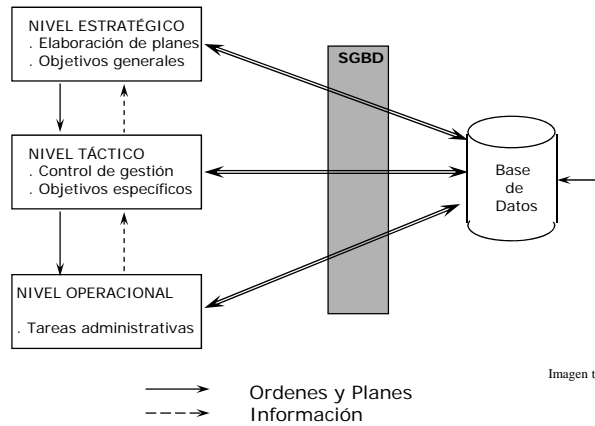 NIVEL ESTRATÉGICO
. Elaboración de planes
. Objetivos generales
SGBD
NIVEL TÁCTICO
. Control de gestión
. Objetivos específicos
Base
de
Datos
NIVEL OPERACIONAL
. Tareas administrativas
Imagen t
Ordenes y Planes
Información